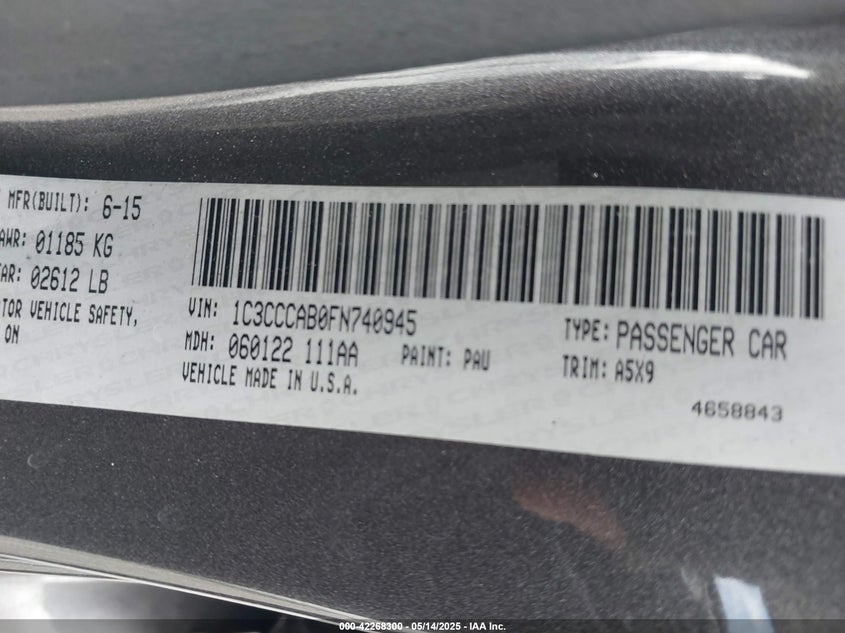 MFR(BUILT): 6-15
AWR: 01185 KG
AR: 02612 LB
TOR VEHICLE SAFETY,
ON
VIN: 1C3CCCAB0FN740945
TYPE: PASSENGER CAR
MDH: 060122 111AA PAINT: PAU
TRIM: A5X9
VEHICLE MADE IN U.S.A.
4658843
000-42268300 - 05/14/2025 - IAA Inc.